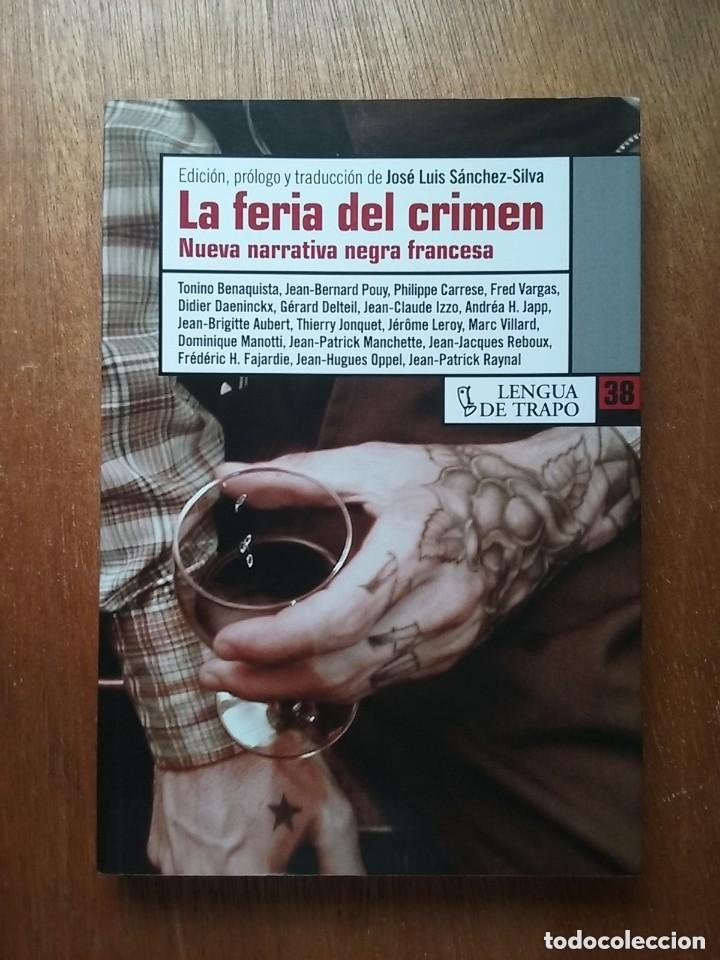 Edición, prólogo y traducción de José Luis Sánchez-Silva
La feria del crimen
Nueva narrativa negra francesa
Tonino Benaquista, Jean-Bernard Pouy, Philippe Carrese, Fred Vargas,
Didier Daeninckx, Gérard Delteil, Jean-Claude Izzo, Andréa H. Japp,
Jean-Brigitte Aubert, Thierry Jonquet, Jérôme Leroy, Marc Villard,
Dominique Manotti, Jean-Patrick Manchette, Jean-Jacques Reboux,
Frédéric H. Fajardie, Jean-Hugues Oppel, Jean-Patrick Raynal
LENGUA
DE TRAPO
38
todocoleccion